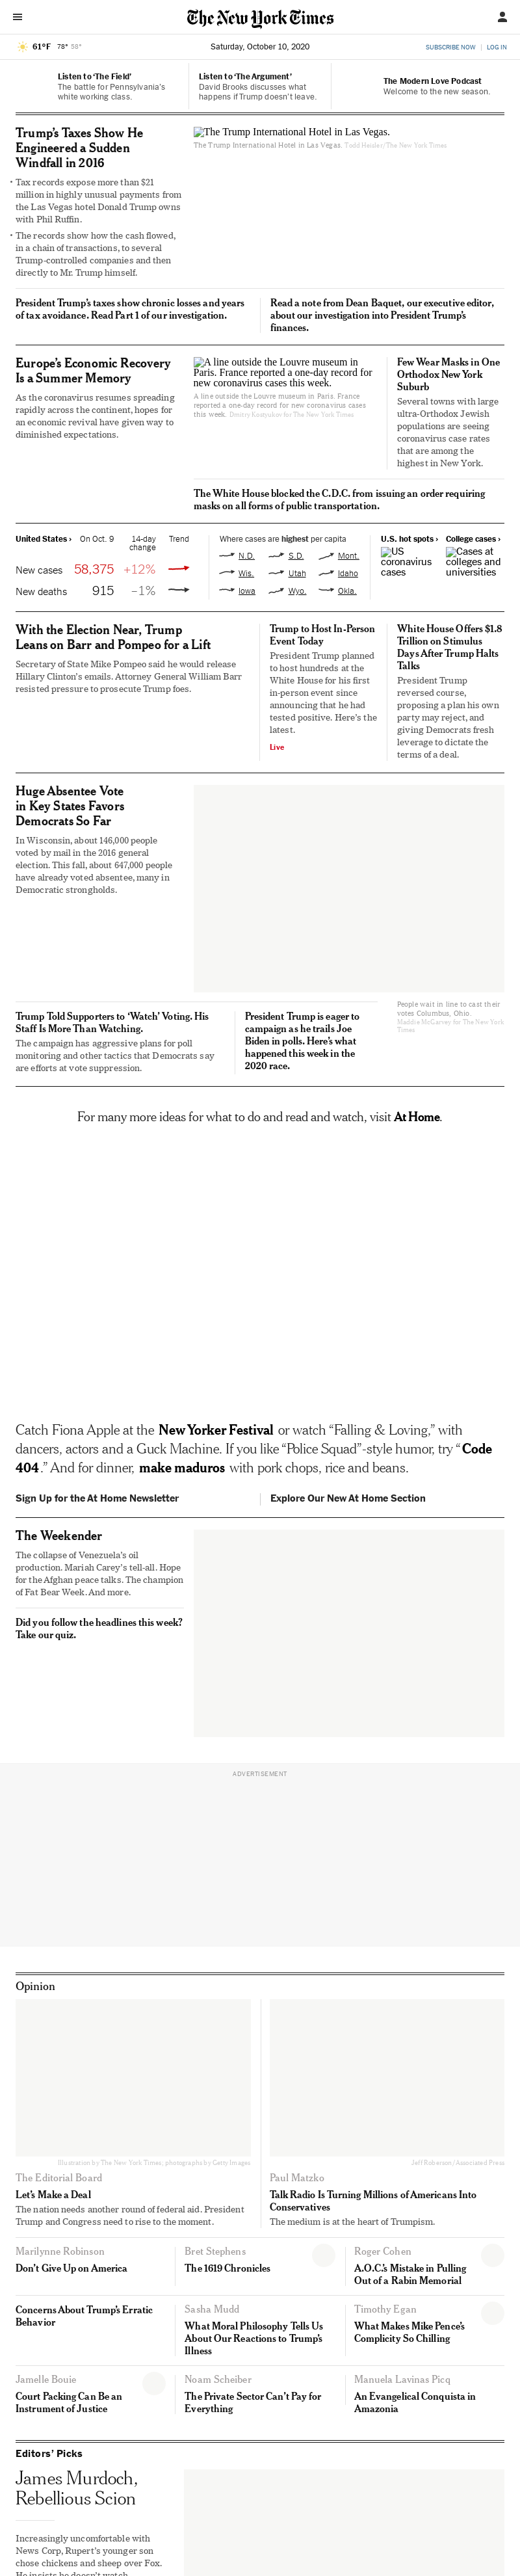 The New York Times
61°F 78° 58°
Saturday, October 10, 2020
SUBSCRIBE NOW
LOG IN
Listen to ‘The Field’
The battle for Pennsylvania’s
white working class.
Listen to ‘The Argument’
David Brooks discusses what
happens if Trump doesn’t leave.
The Modern Love Podcast
Welcome to the new season.
Trump’s Taxes Show He
Engineered a Sudden
Windfall in 2016
• Tax records expose more than $21
million in highly unusual payments from
the Las Vegas hotel Donald Trump owns
with Phil Ruffin.
• The records show how the cash flowed,
in a chain of transactions, to several
Trump-controlled companies and then
directly to Mr. Trump himself.
The Trump International Hotel in Las Vegas.
The Trump International Hotel in Las Vegas. Todd Heisler/The New York Times
President Trump’s taxes show chronic losses and years
of tax avoidance. Read Part 1 of our investigation.
Read a note from Dean Baquet, our executive editor,
about our investigation into President Trump’s
finances.
Europe’s Economic Recovery
Is a Summer Memory
As the coronavirus resumes spreading
rapidly across the continent, hopes for
an economic revival have given way to
diminished expectations.
A line outside the Louvre museum in
Paris. France reported a one-day record for
new coronavirus cases this week.
A line outside the Louvre museum in Paris. France
reported a one-day record for new coronavirus cases
this week. Dmitry Kostyukov for The New York Times
Few Wear Masks in One
Orthodox New York
Suburb
Several towns with large
ultra-Orthodox Jewish
populations are seeing
coronavirus case rates
that are among the
highest in New York.
The White House blocked the C.D.C. from issuing an order requiring
masks on all forms of public transportation.
United States › On Oct. 9 14-day
change Trend
New cases 58,375 +12%
New deaths 915 –1%
Where cases are highest per capita
N.D. S.D. Mont.
Wis. Utah Idaho
Iowa Wyo. Okla.
U.S. hot spots ›
US
coronavirus
cases
College cases ›
Cases at
colleges and
universities
With the Election Near, Trump
Leans on Barr and Pompeo for a Lift
Secretary of State Mike Pompeo said he would release
Hillary Clinton’s emails. Attorney General William Barr
resisted pressure to prosecute Trump foes.
Trump to Host In-Person
Event Today
President Trump planned
to host hundreds at the
White House for his first
in-person event since
announcing that he had
tested positive. Here’s the
latest.
Live
White House Offers $1.8
Trillion on Stimulus
Days After Trump Halts
Talks
President Trump
reversed course,
proposing a plan his own
party may reject, and
giving Democrats fresh
leverage to dictate the
terms of a deal.
Huge Absentee Vote
in Key States Favors
Democrats So Far
In Wisconsin, about 146,000 people
voted by mail in the 2016 general
election. This fall, about 647,000 people
have already voted absentee, many in
Democratic strongholds.
People wait in line to cast their
votes Columbus, Ohio.
Maddie McGarvey for The New York
Times
Trump Told Supporters to ‘Watch’ Voting. His
Staff Is More Than Watching.
The campaign has aggressive plans for poll
monitoring and other tactics that Democrats say
are efforts at vote suppression.
President Trump is eager to
campaign as he trails Joe
Biden in polls. Here’s what
happened this week in the
2020 race.
For many more ideas for what to do and read and watch, visit At Home.
Catch Fiona Apple at the New Yorker Festival or watch “Falling & Loving,” with
dancers, actors and a Guck Machine. If you like “Police Squad”-style humor, try “Code
404.” And for dinner, make maduros with pork chops, rice and beans.
Sign Up for the At Home Newsletter
Explore Our New At Home Section
The Weekender
The collapse of Venezuela’s oil
production. Mariah Carey’s tell-all. Hope
for the Afghan peace talks. The champion
of Fat Bear Week. And more.
Did you follow the headlines this week?
Take our quiz.
ADVERTISEMENT
Opinion
Illustration by The New York Times; photographs by Getty Images
The Editorial Board
Let’s Make a Deal
The nation needs another round of federal aid. President
Trump and Congress need to rise to the moment.
Jeff Roberson/Associated Press
Paul Matzko
Talk Radio Is Turning Millions of Americans Into
Conservatives
The medium is at the heart of Trumpism.
Marilynne Robinson
Don’t Give Up on America
Bret Stephens
The 1619 Chronicles
Roger Cohen
A.O.C.’s Mistake in Pulling
Out of a Rabin Memorial
Concerns About Trump’s Erratic
Behavior
Sasha Mudd
What Moral Philosophy Tells Us
About Our Reactions to Trump’s
Illness
Timothy Egan
What Makes Mike Pence’s
Complicity So Chilling
Jamelle Bouie
Court Packing Can Be an
Instrument of Justice
Noam Scheiber
The Private Sector Can’t Pay for
Everything
Manuela Lavinas Picq
An Evangelical Conquista in
Amazonia
Editors’ Picks
James Murdoch,
Rebellious Scion
Increasingly uncomfortable with
News Corp, Rupert’s younger son
chose chickens and sheep over Fox.
He insists he doesn’t watch